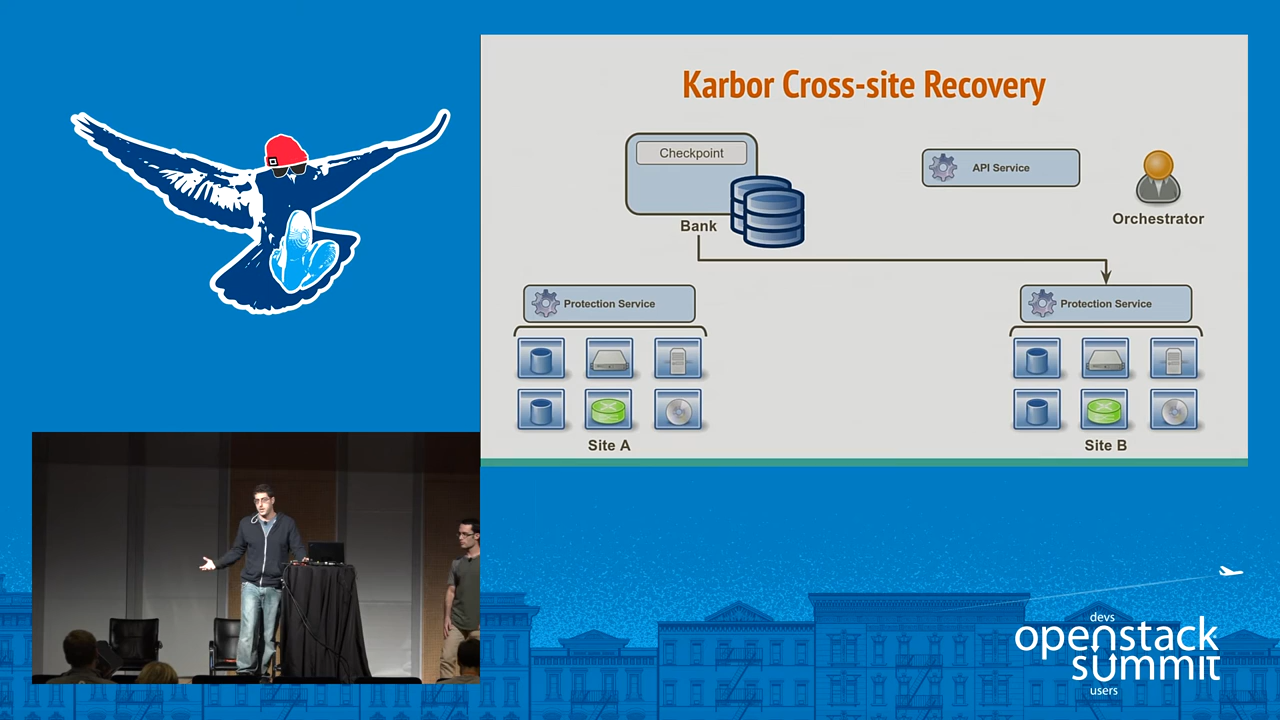 Karbor Cross-site Recovery
Checkpoint
API Service
Bank
Orchestrator
Protection Service
Protection Service
Site A
Site B
devs
openstack
summit
users